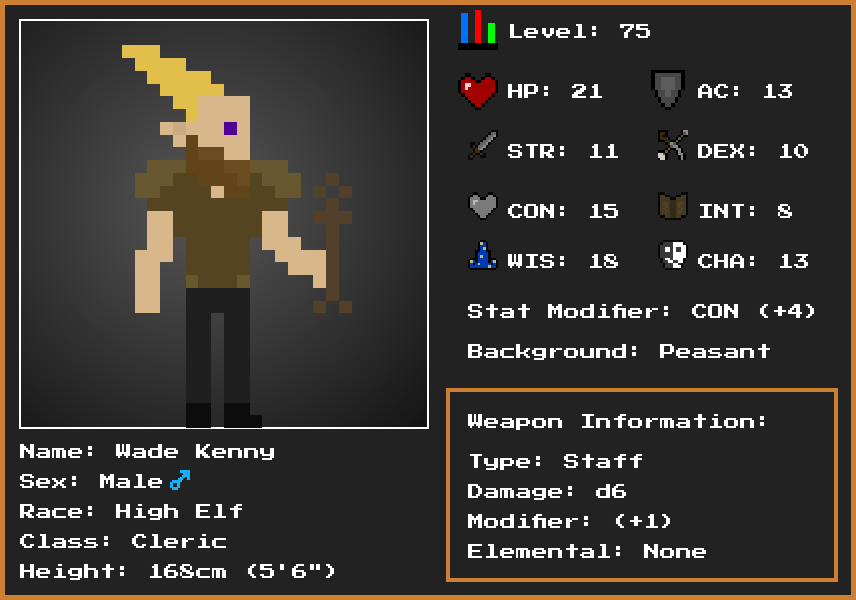 Level: 75
HP: 21
AC: 13
STR: 11
DEX: 10
CON: 15
INT: 8
WIS: 18
CHA: 13
Stat Modifier: CON (+4)
Background: Peasant
Weapon Information:
Type: Staff
Damage: d6
Modifier: (+1)
Elemental: None
Name: Wade Kenny
Sex: Male♂
Race: High Elf
Class: Cleric
Height: 168cm (5'6")